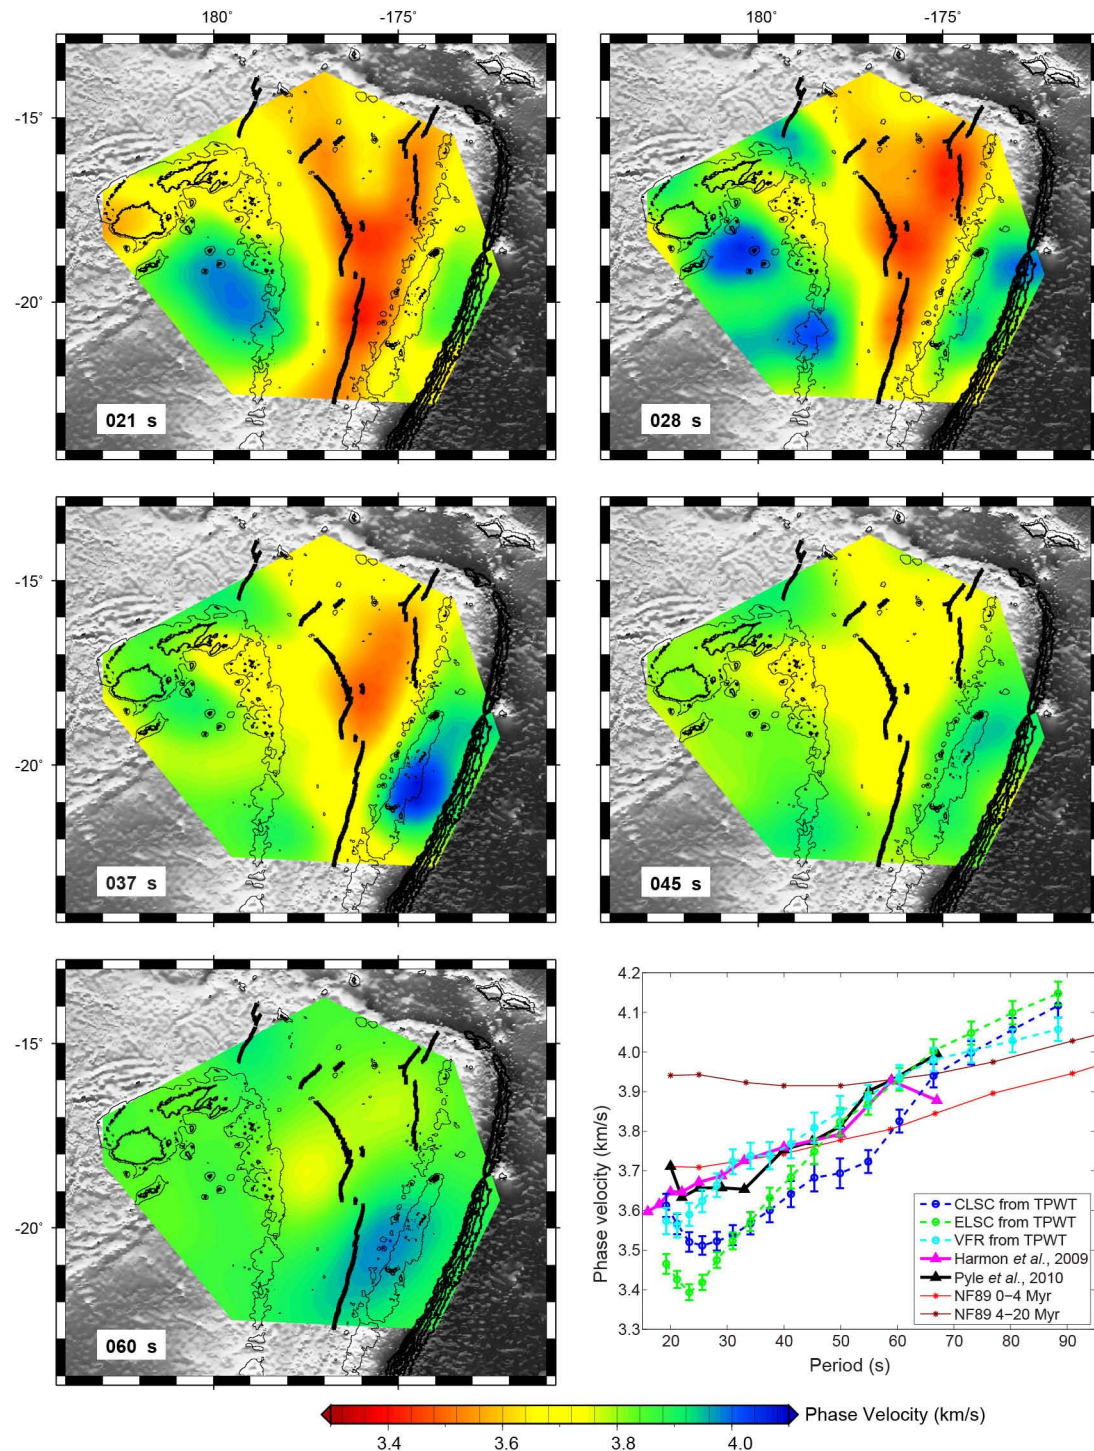 180˚ -175˚
180˚ -175˚
-15˚
-20˚
021 s
028 s
-15˚
-20˚
037 s
045 s
-15˚
-20˚
060 s
4.2
4.1
4.0
3.9
3.8
3.7
3.6
3.5
3.4
3.3
Phase velocity (km/s)
CLSC from TPWT
ELSC from TPWT
VFR from TPWT
Harmon et al., 2009
Pyle et al., 2010
NF89 0−4 Myr
NF89 4−20 Myr
20 30 40 50 60 70 80 90
Period (s)
Phase Velocity (km/s)
3.4 3.6 3.8 4.0